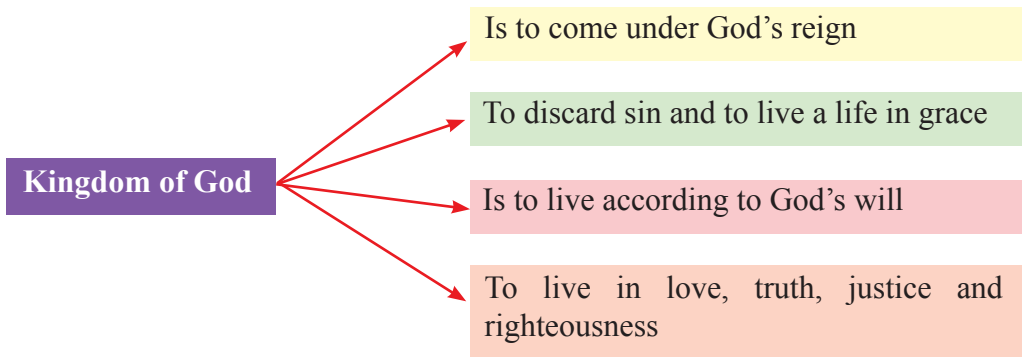 Is to come under God’s reign
To discard sin and to live a life in grace
Kingdom of God
Is to live according to God’s will
To live in love, truth, justice and
righteousness